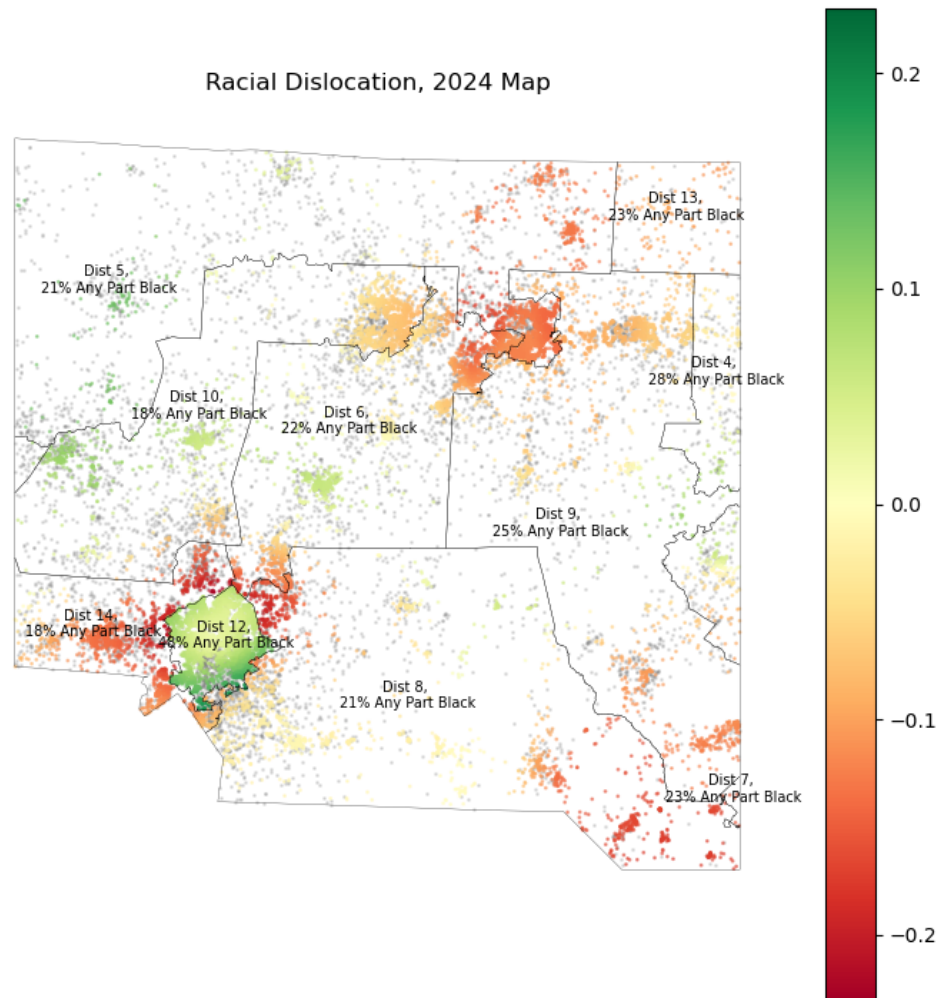 Racial Dislocation, 2024 Map
0.2
Dist 13,
23% Any Part Black
Dist 5,
21% Any Part Black
0.1
Dist 4,
28% Any Part Black
Dist 10,
18% Any Part Black
Dist 6,
22% Any Part Black
0.0
Dist 9,
25% Any Part Black
Dist 14,
18% Any Part Black
Dist 12,
48% Any Part Black
Dist 8,
21% Any Part Black
−0.1
Dist 7,
23% Any Part Black
−0.2